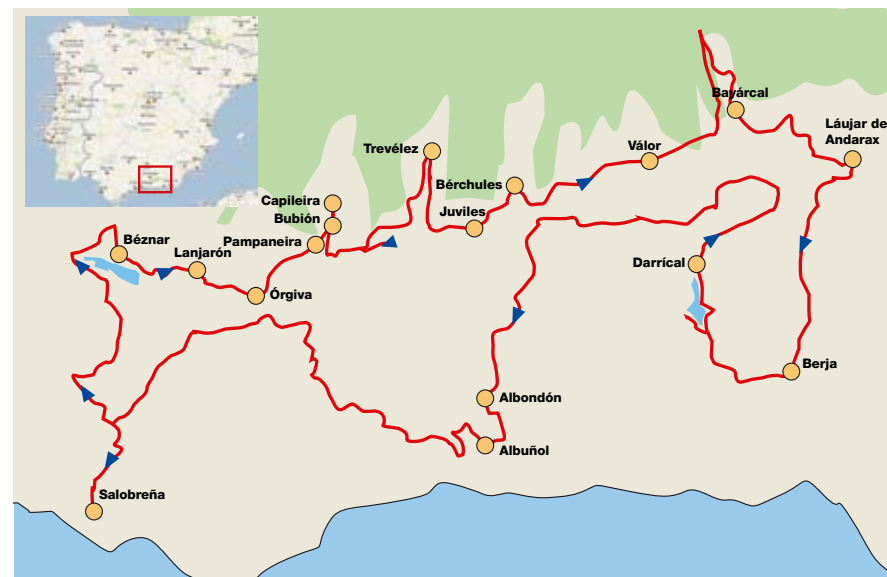 Bayárcal
Láujar de
Andarax
Trevélez
Válor
Bérchules
Capileira
Bubión
Juviles
Pampaneira
Béznar
Lanjarón
Darrícal
Órgiva
Berja
Albondón
Albuñol
Salobreña